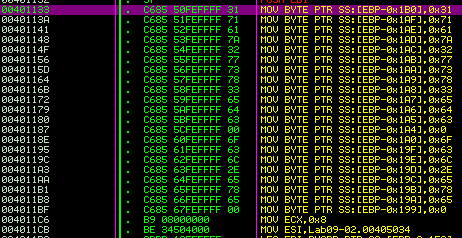 00401133 . C685 50FEFFFF 31 MOV BYTE PTR SS:[EBP-0x1B0],0x31
0040113A . C685 51FEFFFF 71 MOV BYTE PTR SS:[EBP-0x1AF],0x71
00401141 . C685 52FEFFFF 61 MOV BYTE PTR SS:[EBP-0x1AE],0x61
00401148 . C685 53FEFFFF 7A MOV BYTE PTR SS:[EBP-0x1AD],0x7A
0040114F . C685 54FEFFFF 32 MOV BYTE PTR SS:[EBP-0x1AC],0x32
00401156 . C685 55FEFFFF 77 MOV BYTE PTR SS:[EBP-0x1AB],0x77
0040115D . C685 56FEFFFF 73 MOV BYTE PTR SS:[EBP-0x1AA],0x73
00401164 . C685 57FEFFFF 78 MOV BYTE PTR SS:[EBP-0x1A9],0x78
0040116B . C685 58FEFFFF 33 MOV BYTE PTR SS:[EBP-0x1A8],0x33
00401172 . C685 59FEFFFF 65 MOV BYTE PTR SS:[EBP-0x1A7],0x65
00401179 . C685 5AFEFFFF 64 MOV BYTE PTR SS:[EBP-0x1A6],0x64
00401180 . C685 5BFEFFFF 63 MOV BYTE PTR SS:[EBP-0x1A5],0x63
00401187 . C685 5CFEFFFF 00 MOV BYTE PTR SS:[EBP-0x1A4],0x0
0040118E . C685 60FEFFFF 6F MOV BYTE PTR SS:[EBP-0x1A0],0x6F
00401195 . C685 61FEFFFF 63 MOV BYTE PTR SS:[EBP-0x19F],0x63
0040119C . C685 62FEFFFF 6C MOV BYTE PTR SS:[EBP-0x19E],0x6C
004011A3 . C685 63FEFFFF 2E MOV BYTE PTR SS:[EBP-0x19D],0x2E
004011AA . C685 64FEFFFF 65 MOV BYTE PTR SS:[EBP-0x19C],0x65
004011B1 . C685 65FEFFFF 78 MOV BYTE PTR SS:[EBP-0x19B],0x78
004011B8 . C685 66FEFFFF 65 MOV BYTE PTR SS:[EBP-0x19A],0x65
004011BF . C685 67FEFFFF 00 MOV BYTE PTR SS:[EBP-0x199],0x0
004011C6 . B9 08000000 MOV ECX,0x8
004011CB . BE 34504000 MOV ESI,Lab09-02.00405034